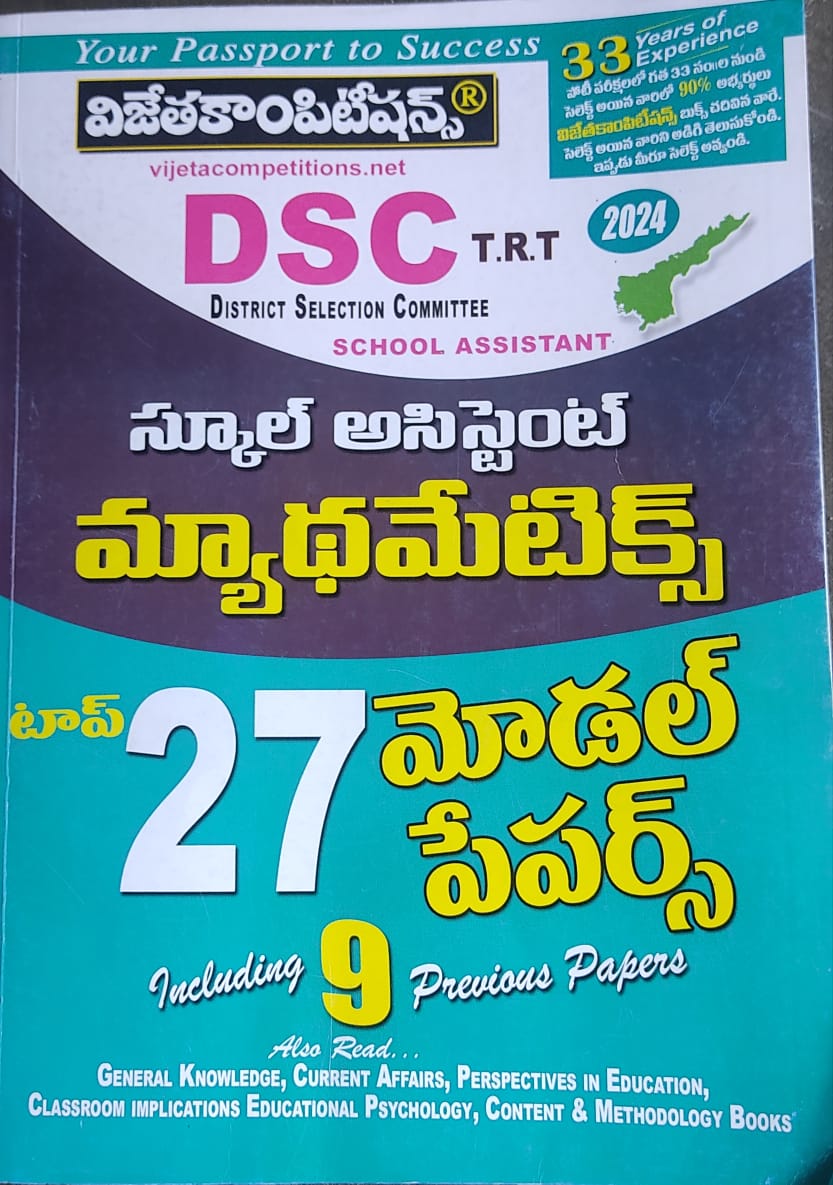 Your Passport to Success
విజేతకాంపిటీషన్స్®
vijetacompetitions.net
33 Years of Experience
పోటీ పరీక్షలలో గత 33 సం॥ల నుండి
సెలెక్ట్ అయిన వారిలో 90% అభ్యర్థులు
విజేతకాంపిటీషన్స్ బుక్స్ చదివిన వారే.
సెలెక్ట్ అయిన వారిని అడిగి తెలుసుకోండి.
ఇప్పుడు మీరూ సెలెక్ట్ అవ్వండి.
DSC T.R.T 2024
DISTRICT SELECTION COMMITTEE
SCHOOL ASSISTANT
స్కూల్ అసిస్టెంట్
మ్యాథమేటిక్స్
టాప్ 27 మోడల్
పేపర్స్
Including 9 Previous Papers
Also Read...
GENERAL KNOWLEDGE, CURRENT AFFAIRS, PERSPECTIVES IN EDUCATION,
CLASSROOM IMPLICATIONS EDUCATIONAL PSYCHOLOGY, CONTENT & METHODOLOGY BOOKS